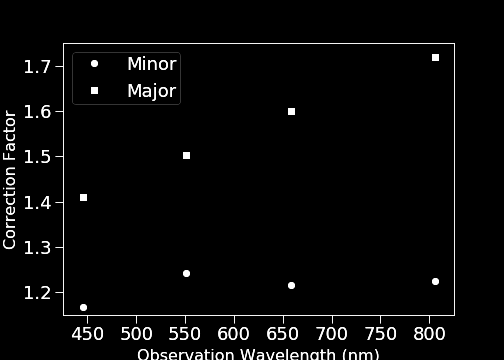 Minor
Major
1.7
1.6
1.5
1.4
1.3
1.2
Correction Factor
450 500 550 600 650 700 750 800
Observation Wavelength (nm)